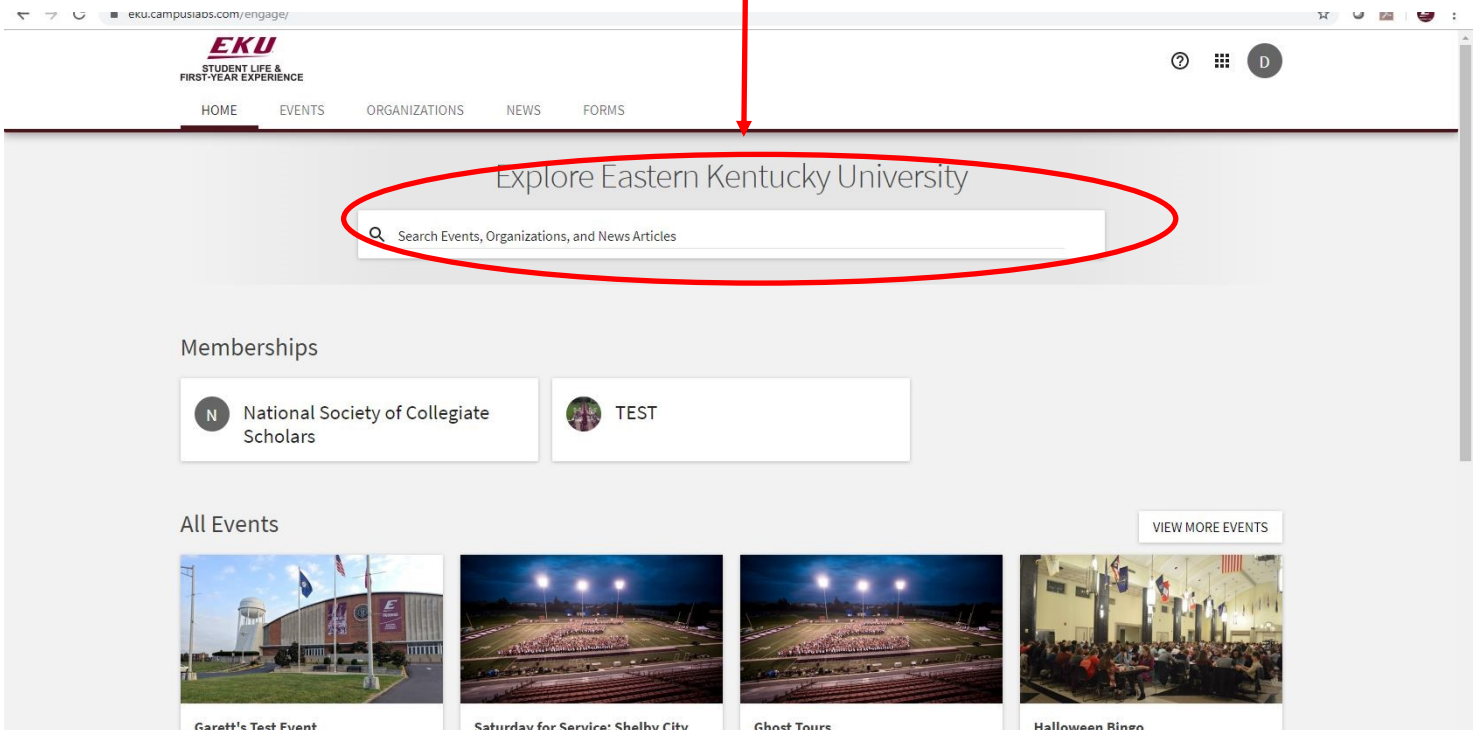 eku.campuslabs.com/engage/
EKU
STUDENT LIFE &
FIRST-YEAR EXPERIENCE
D
HOME EVENTS ORGANIZATIONS NEWS FORMS
Explore Eastern Kentucky University
Search Events, Organizations, and News Articles
Memberships
N National Society of Collegiate
Scholars
TEST
All Events
VIEW MORE EVENTS
Garett's Test Event
Saturday for Service: Shelby City
Ghost Tours
Halloween Bingo